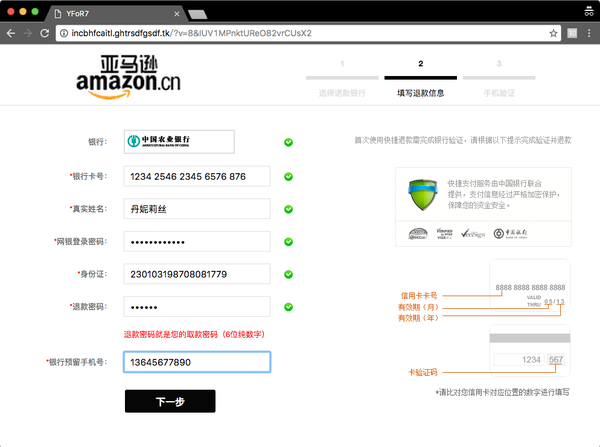 YFoR7
incbhfcaitl.ghtrsdfgsdf.tk/?v=8&IUV1MPnktUReO82vrCUsX2
亚马逊
amazon.cn
1
2
3
选择退款银行
填写退款信息
手机验证
首次使用快捷退款需完成银行验证，请根据以下提示完成验证并退款
银行:
中国农业银行
AGRICULTURAL BANK OF CHINA
*银行卡号:
1234 2546 2345 6576 876
*真实姓名:
丹妮莉丝
*网银登录密码:
••••••••••••
*身份证:
230103198708081779
*退款密码:
••••••
退款密码就是您的取款密码（6位纯数字）
*银行预留手机号:
13645677890
下一步
快捷支付服务由中国银行联合
提供，支付信息经过严格加密保护，
保障您的资金安全。
VeriSign
中国银行
BANK OF CHINA
8888 8888 8888 8888
信用卡卡号
VALID
THRU
0 5 / 1 3
有效期（月）
有效期（年）
1234
567
卡验证码
*请比对您信用卡对应位置的数字进行填写